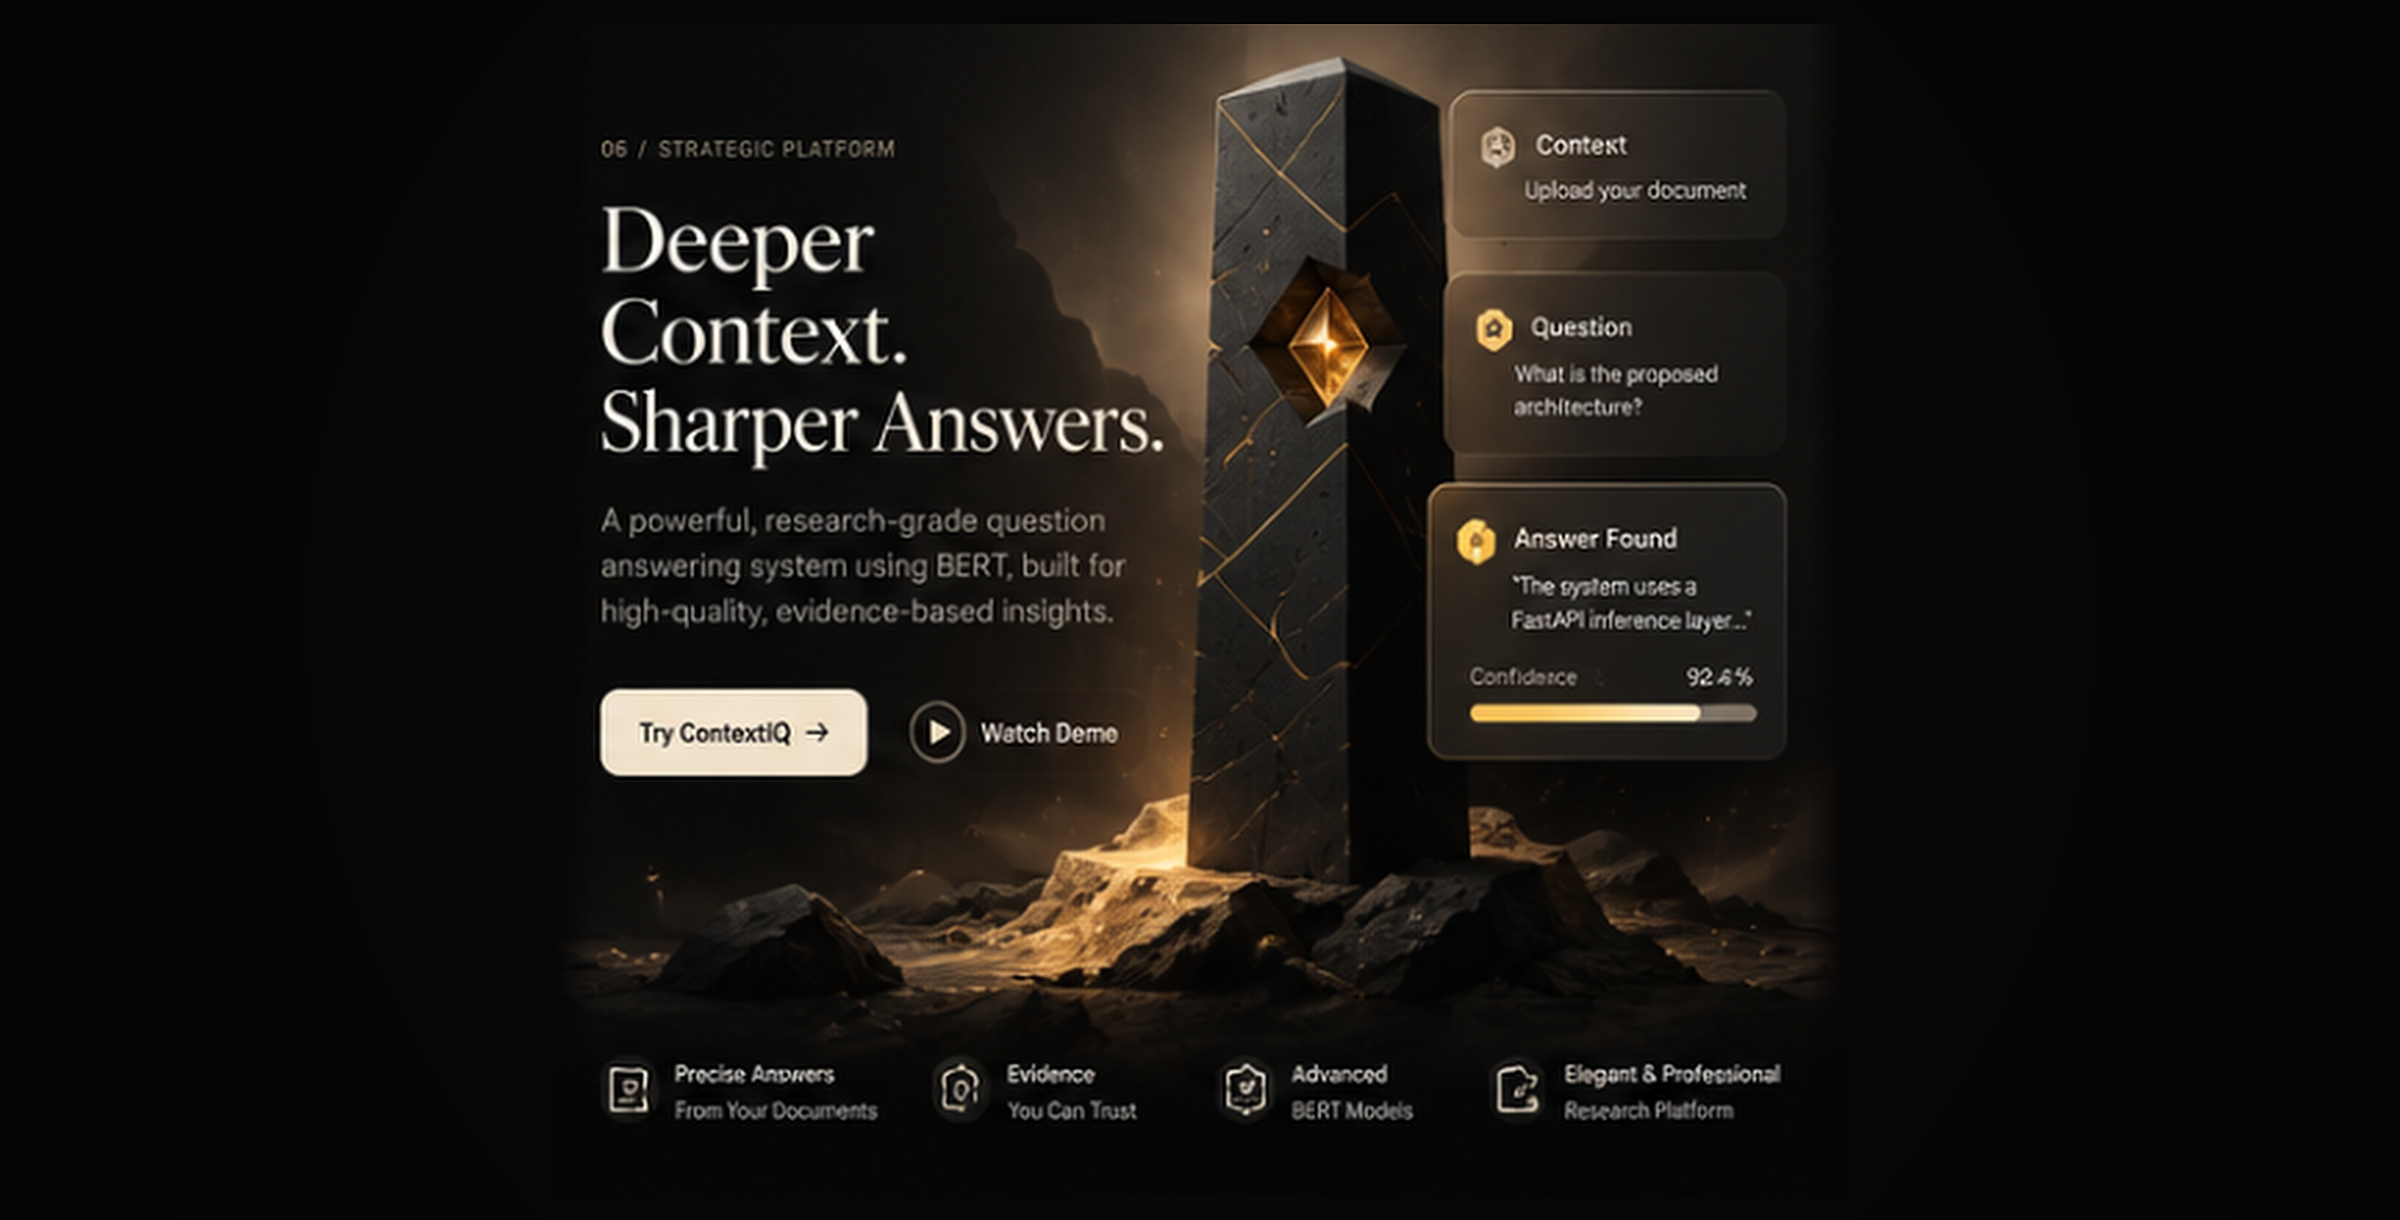 06 / STRATEGIC PLATFORM
Deeper
Context.
Sharper Answers.
A powerful, research-grade question
answering system using BERT, built for
high-quality, evidence-based insights.
Try ContextIQ →
Watch Deme
Context
Upload your document
Question
What is the proposed
architecture?
Answer Found
"The system uses a
FastAPI inference layer..."
Confidence
Precise Answers
From Your Documents
Evidence
You Can Trust
Advanced
BERT Models
Elegant & Professional
Research Platform